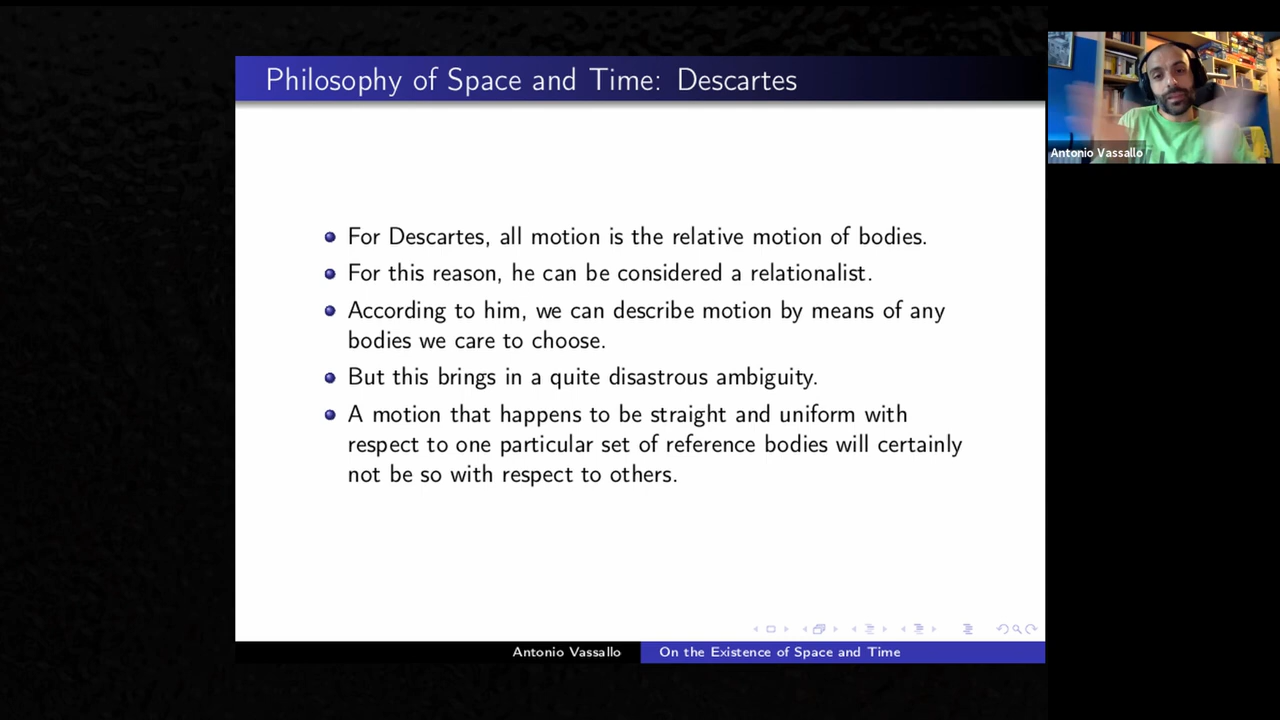 Philosophy of Space and Time: Descartes
For Descartes, all motion is the relative motion of bodies.
For this reason, he can be considered a relationalist.
According to him, we can describe motion by means of any
bodies we care to choose.
But this brings in a quite disastrous ambiguity.
A motion that happens to be straight and uniform with
respect to one particular set of reference bodies will certainly
not be so with respect to others.
Antonio Vassallo
On the Existence of Space and Time
Antonio Vassallo